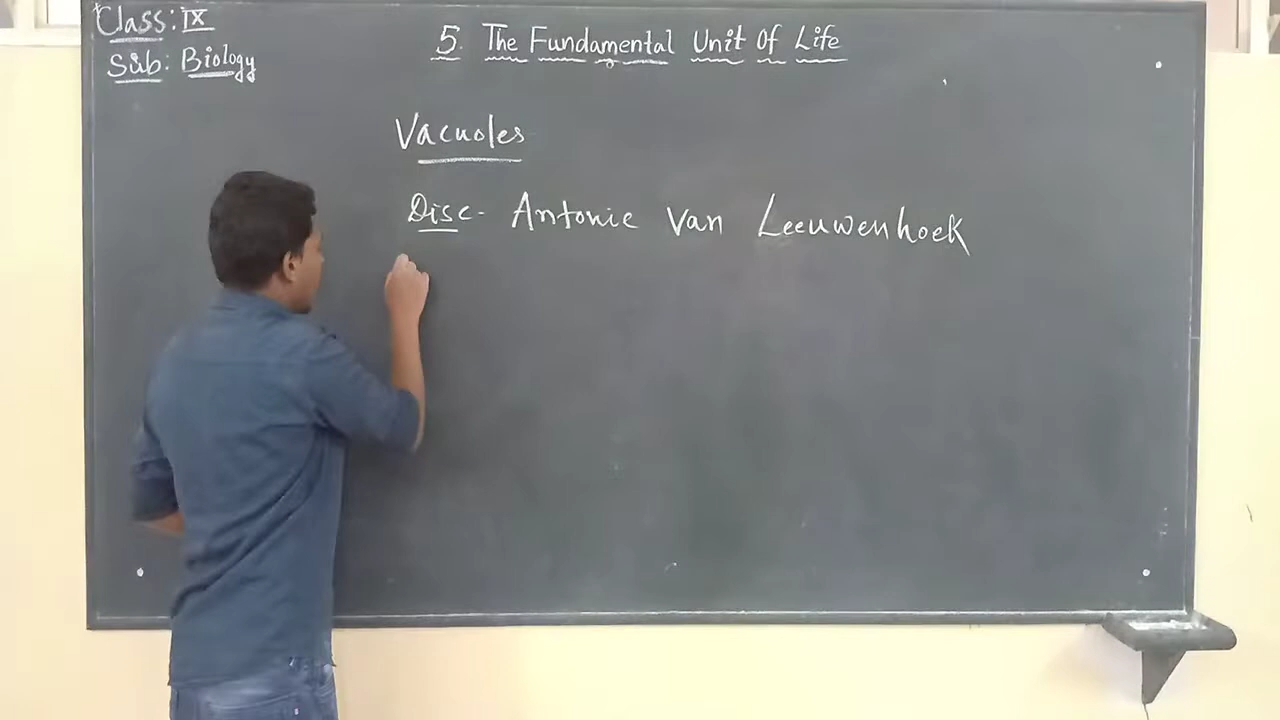 Class: IX
Sub: Biology
5. The Fundamental Unit Of Life
Vacuoles
Disc- Antonie Van Leeuwenhoek